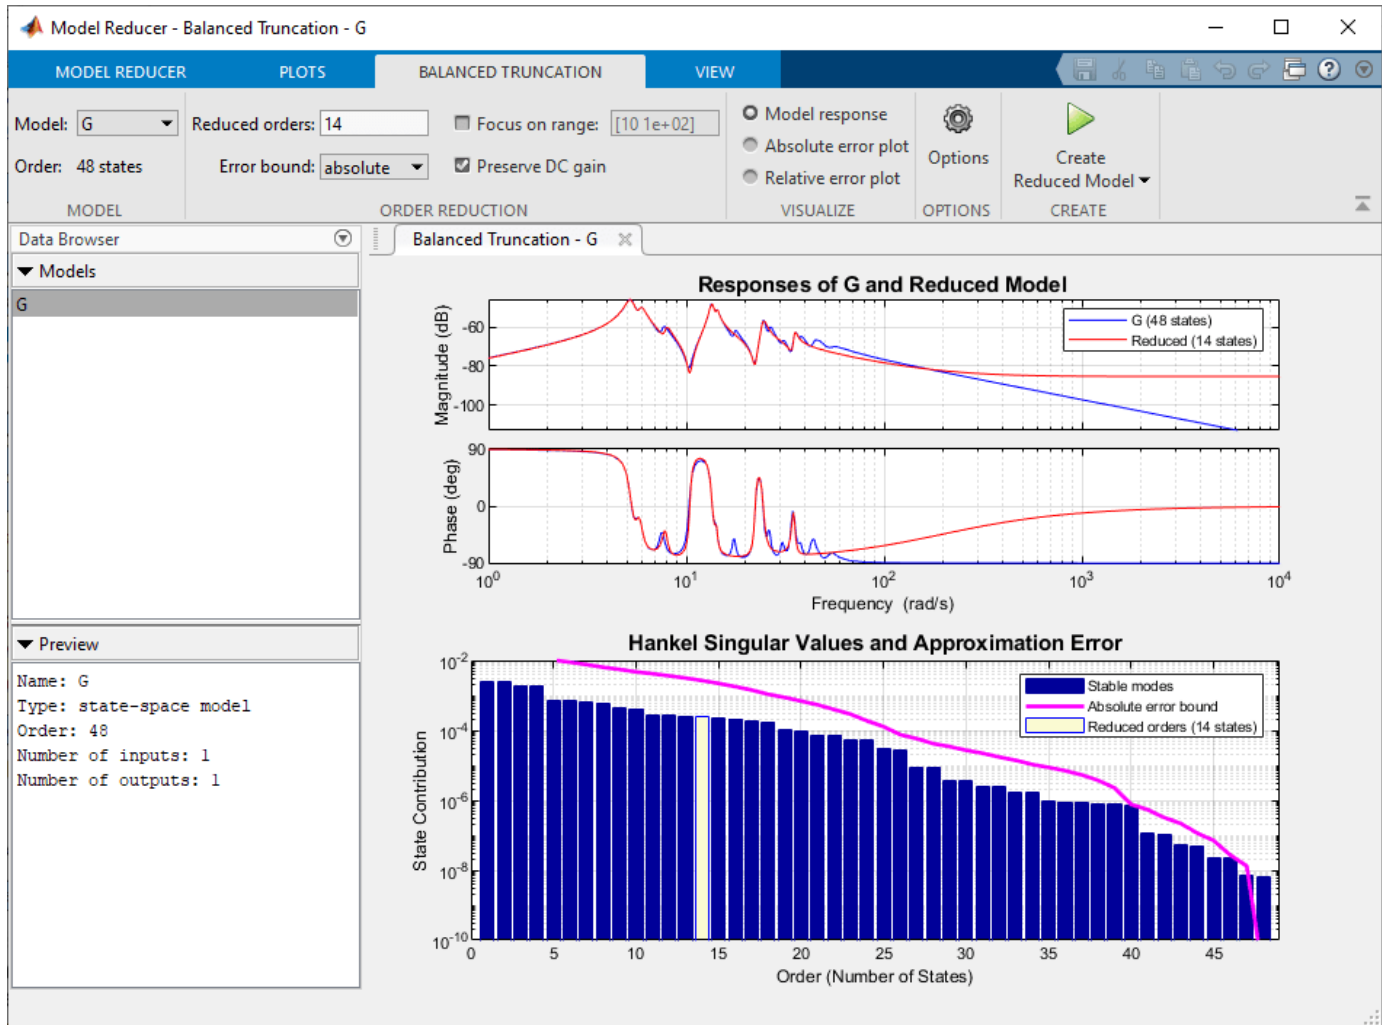 Model Reducer - Balanced Truncation - G
MODEL REDUCER PLOTS BALANCED TRUNCATION VIEW
Model: G Reduced orders: 14 Focus on range: [10 1e+02] Model response
Absolute error plot
Order: 48 states Error bound: absolute Preserve DC gain Options Create
Relative error plot Reduced Model
MODEL ORDER REDUCTION VISUALIZE OPTIONS CREATE
Data Browser Balanced Truncation - G
Models
G
Responses of G and Reduced Model
Magnitude (dB)
-60
-80
-100
G (48 states)
Reduced (14 states)
Phase (deg)
90
0
-90
10^0 10^1 10^2 10^3 10^4
Frequency (rad/s)
Preview
Name: G
Type: state-space model
Order: 48
Number of inputs: 1
Number of outputs: 1
Hankel Singular Values and Approximation Error
State Contribution
10^-2
10^-4
10^-6
10^-8
10^-10
Stable modes
Absolute error bound
Reduced orders (14 states)
0 5 10 15 20 25 30 35 40 45
Order (Number of States)